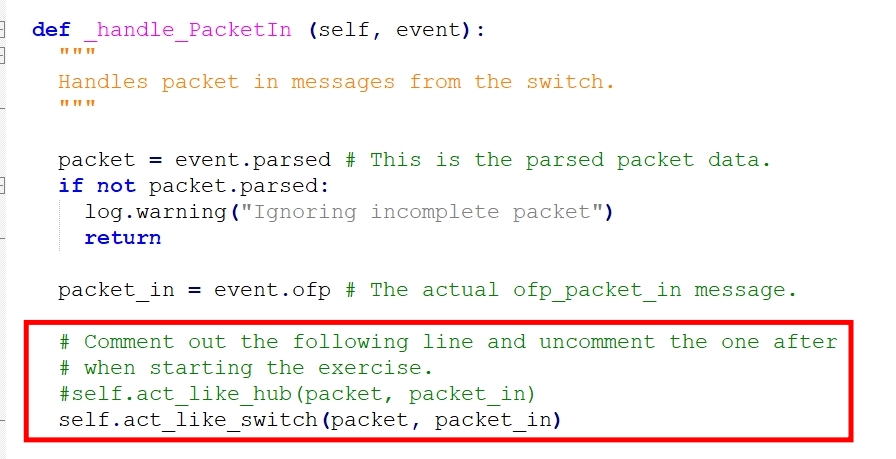 def _handle_PacketIn (self, event):
"""
Handles packet in messages from the switch.
"""
packet = event.parsed # This is the parsed packet data.
if not packet.parsed:
log.warning("Ignoring incomplete packet")
return
packet_in = event.ofp # The actual ofp_packet_in message.
# Comment out the following line and uncomment the one after
# when starting the exercise.
#self.act_like_hub(packet, packet_in)
self.act_like_switch(packet, packet_in)